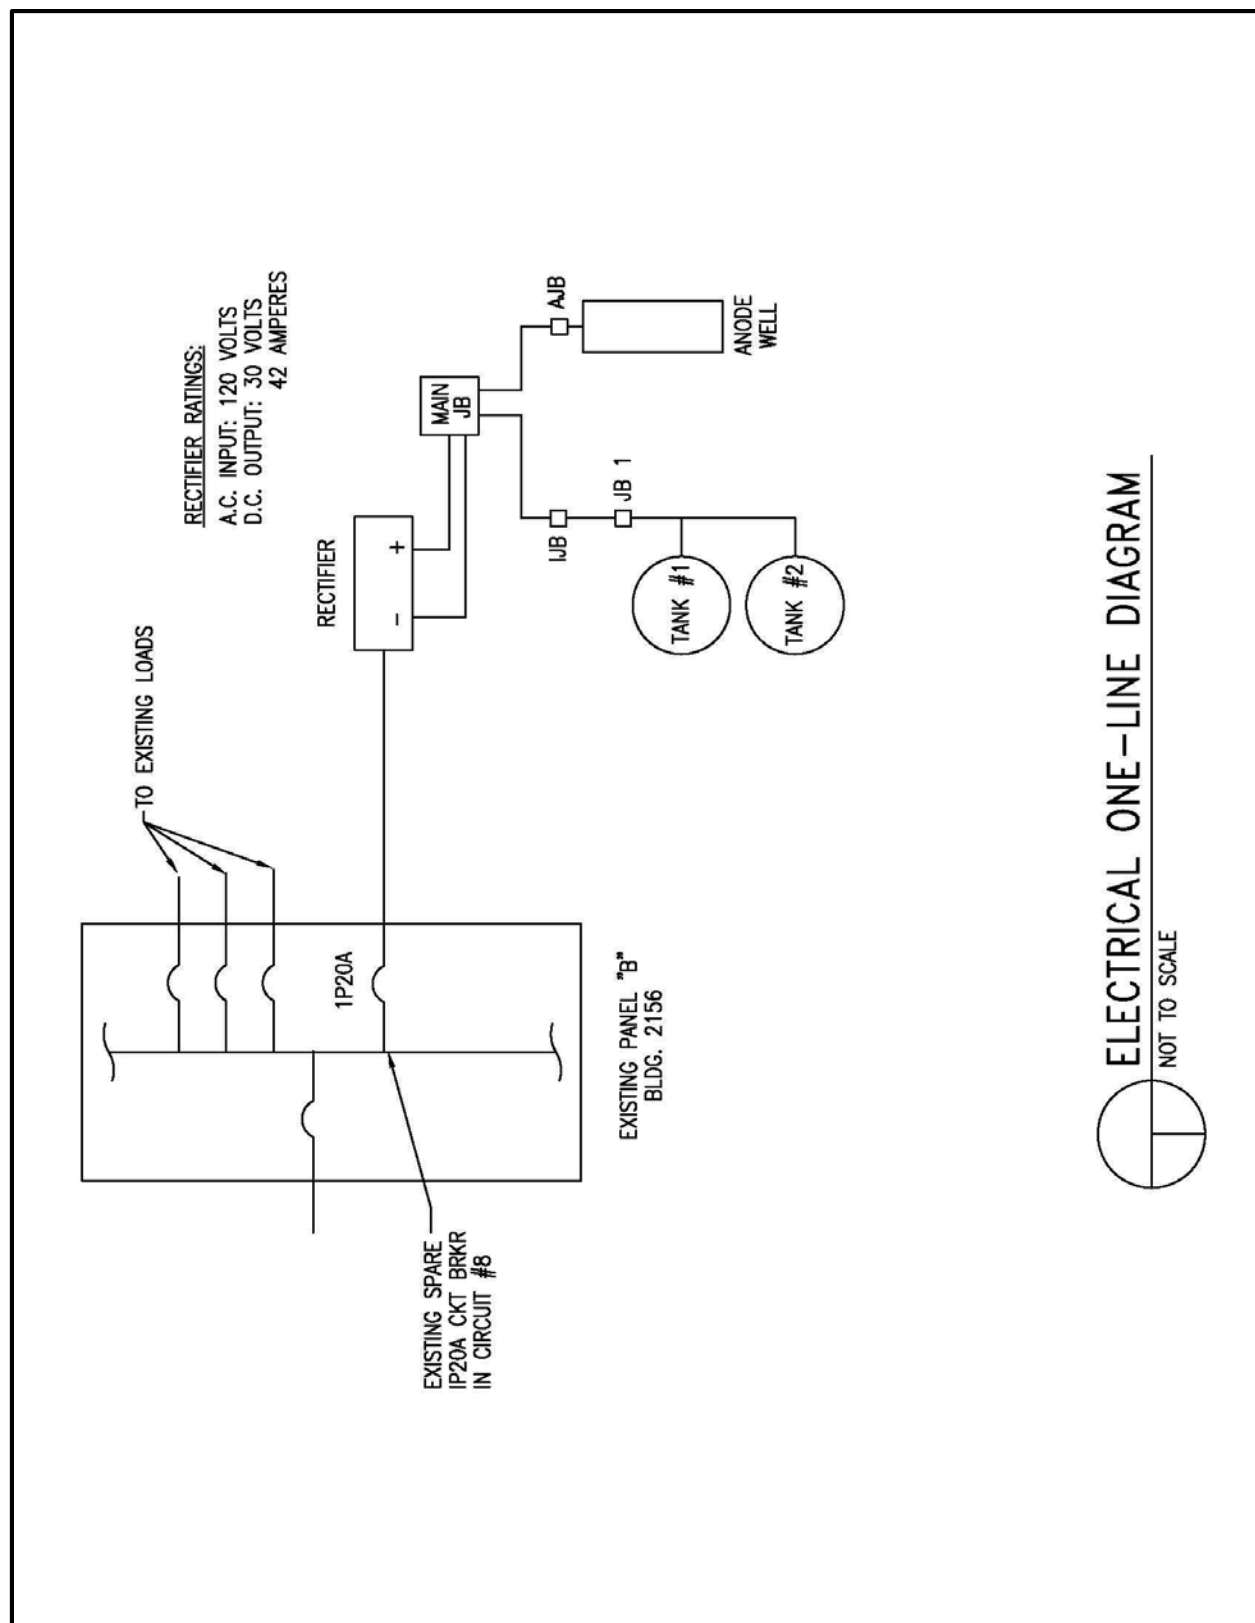 RECTIFIER RATINGS:
A.C. INPUT: 120 VOLTS
D.C. OUTPUT: 30 VOLTS
42 AMPERES
TO EXISTING LOADS
RECTIFIER
- +
MAIN
JB
AJB
ANODE
WELL
IJB
JB 1
TANK #1
TANK #2
1P20A
EXISTING PANEL "B"
BLDG. 2156
EXISTING SPARE
1P20A CKT BRKR
IN CIRCUIT #8
ELECTRICAL ONE-LINE DIAGRAM
NOT TO SCALE